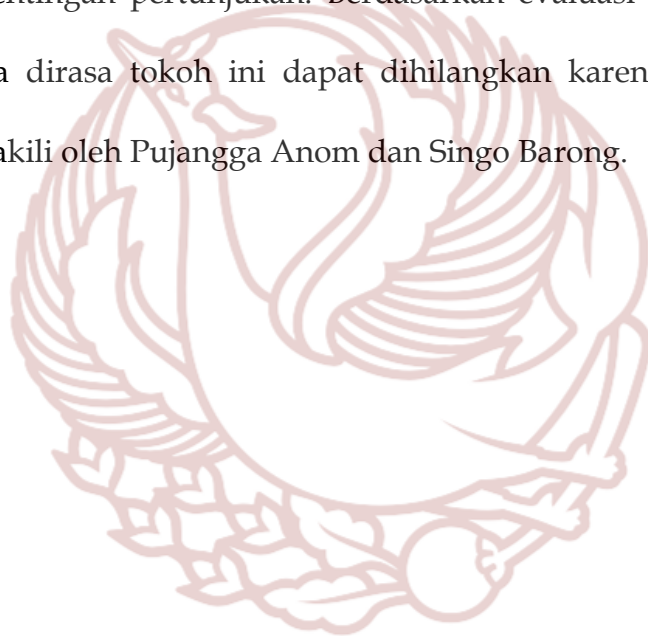 pertunjukan. Berdasarkan evaluasi
dirasa tokoh ini dapat dihilangkan
oleh Pujangga Anom dan Singo Barong.